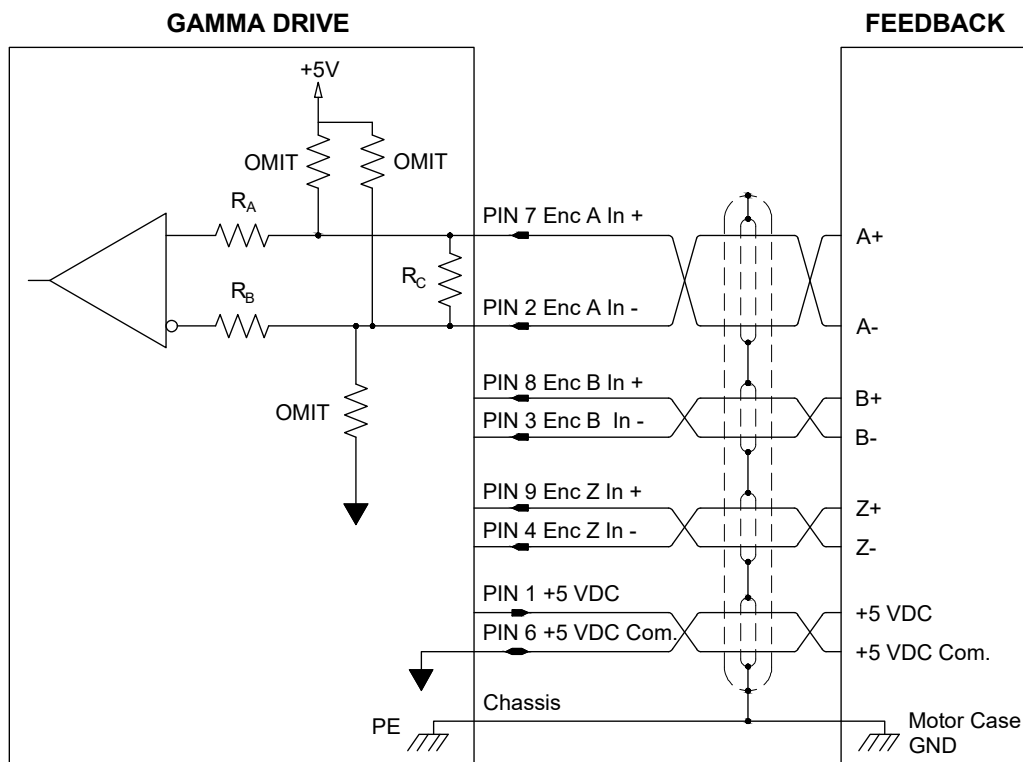 GAMMA DRIVE
FEEDBACK
+5V
OMIT
OMIT
RA
PIN 7 Enc A In +
A+
RC
RB
PIN 2 Enc A In -
A-
PIN 8 Enc B In +
B+
OMIT
PIN 3 Enc B In -
B-
PIN 9 Enc Z In +
Z+
PIN 4 Enc Z In -
Z-
PIN 1 +5 VDC
+5 VDC
PIN 6 +5 VDC Com.
+5 VDC Com.
Chassis
PE
Motor Case
GND